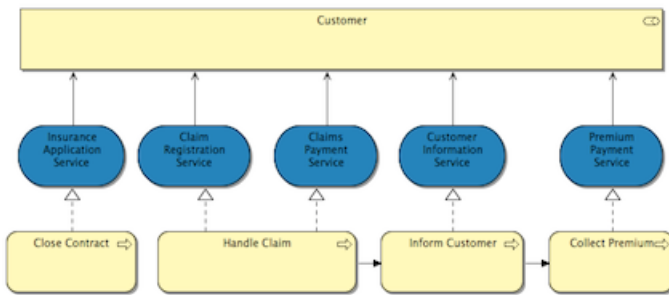 Customer
Insurance
Application
Service
Claim
Registration
Service
Claims
Payment
Service
Customer
Information
Service
Premium
Payment
Service
Close Contract
Handle Claim
Inform Customer
Collect Premium